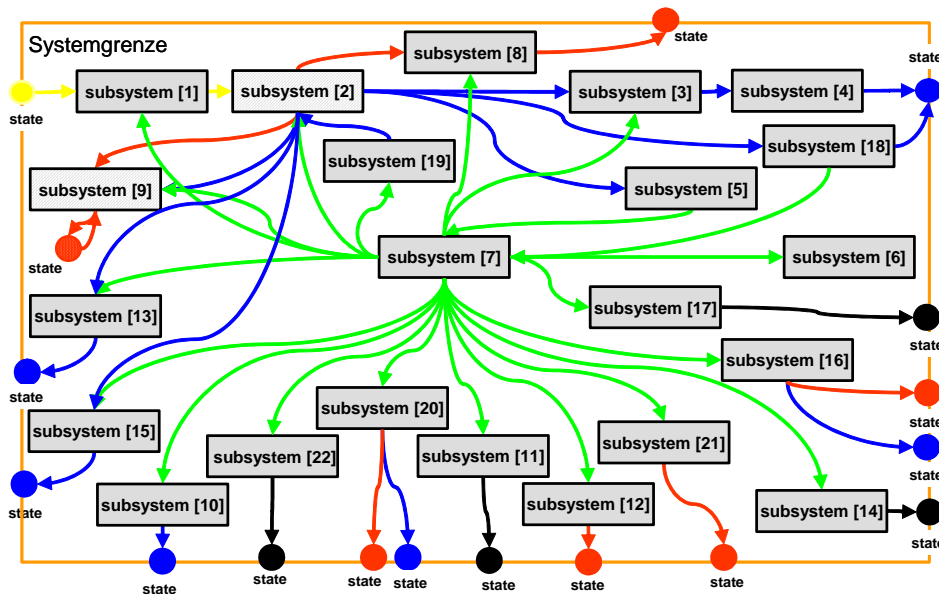 state
subsystem [8]
Systemgrenze
state
subsystem [1]
subsystem [2]
subsystem [3]
subsystem [4]
state
subsystem [19]
subsystem [18]
subsystem [9]
subsystem [5]
state
subsystem [7]
subsystem [6]
subsystem [13]
subsystem [17]
state
state
subsystem [16]
state
subsystem [15]
subsystem [20]
subsystem [21]
state
subsystem [22]
subsystem [11]
state
subsystem [10]
subsystem [12]
subsystem [14]
state
state
state
state
state
state
state
state